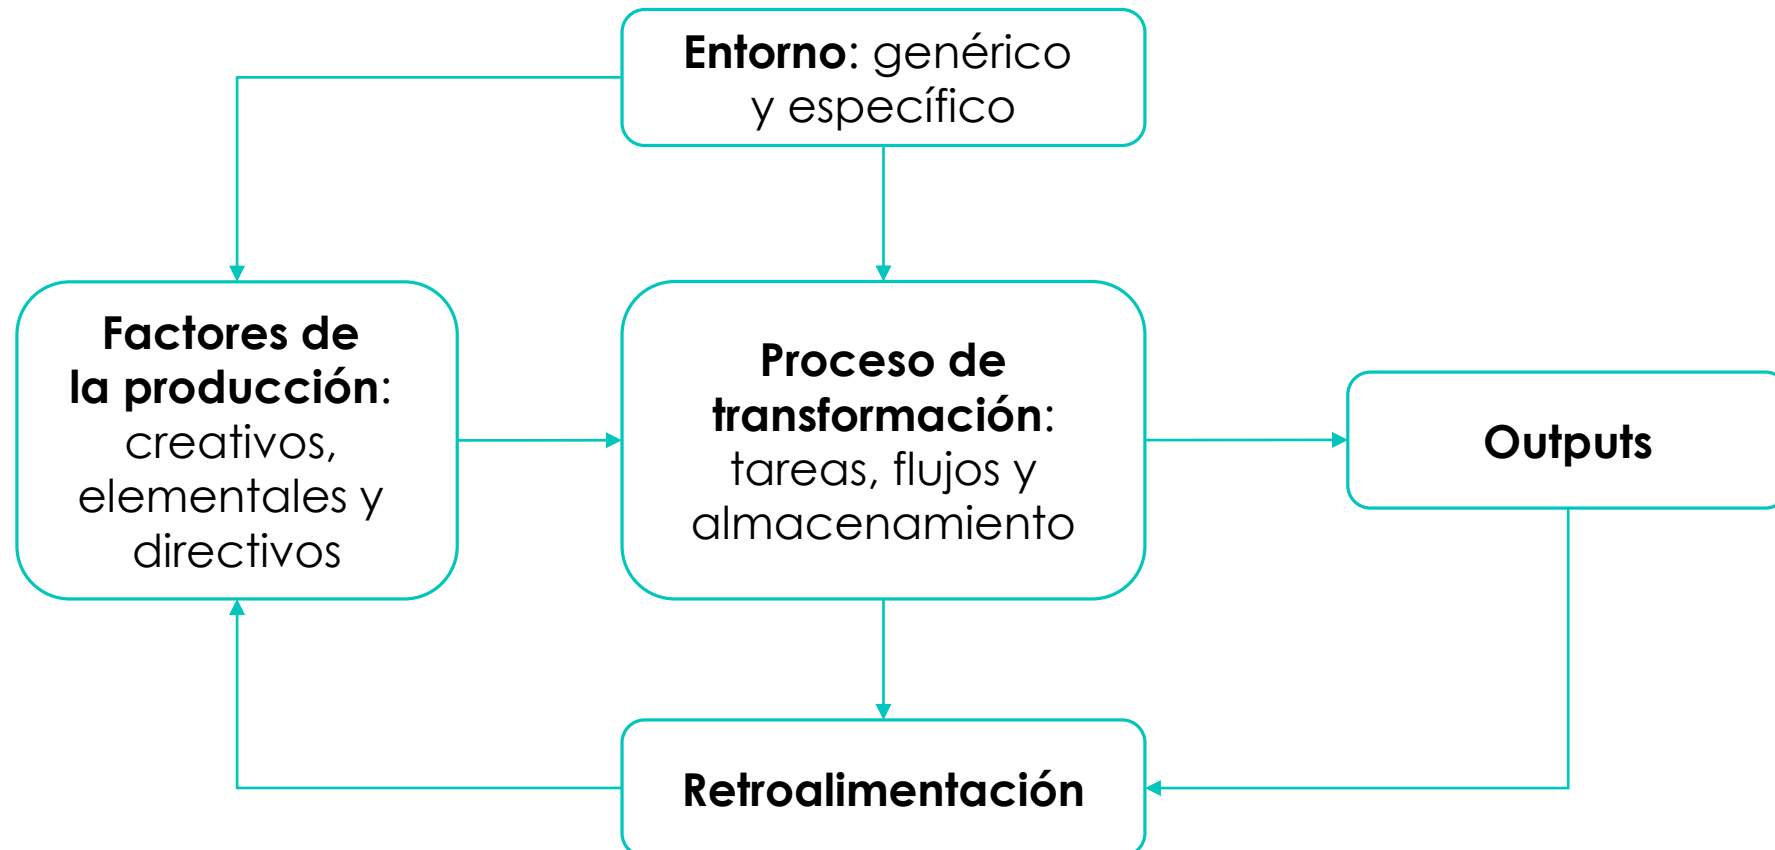 Entorno: genérico
y específico
Factores de
la producción:
creativos,
elementales y
directivos
Proceso de
transformación:
tareas, flujos y
almacenamiento
Outputs
Retroalimentación